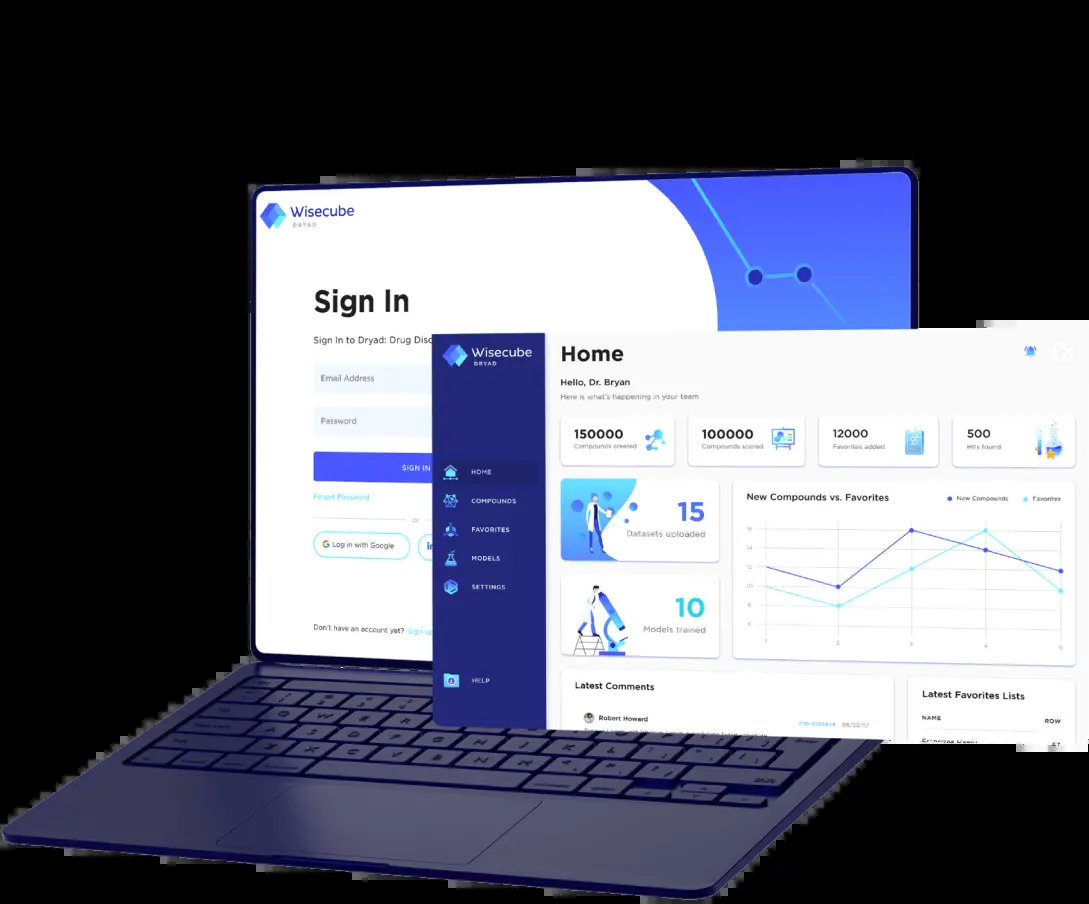 Wisecube
DRYAD
Sign In
Sign In to Dryad: Drug
Email Address
Password
SIGN IN
Forgot Password
or
Log in with Google
in
Don't have an account yet? Sign up
Wisecube
DRYAD
HOME
COMPOUNDS
FAVORITES
MODELS
SETTINGS
HELP
Home
Hello, Dr. Bryan
Here is what's happening in your team
150000
Compounds created
100000
Compounds scored
12000
Favorites added
500
Hits found
15
Datasets uploaded
10
Models trained
New Compounds vs. Favorites
New Compounds
Favorites
16
14
12
10
8
6
1 2 3 4 5
Latest Comments
Robert Howard
06/22/17
Latest Favorites Lists
NAME ROW